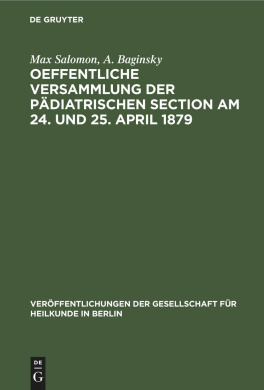 DE GRUYTER
Max Salomon, A. Baginsky
OEFFENTLICHE
VERSAMMLUNG DER
PÄDIATRISCHEN SECTION AM
24. UND 25. APRIL 1879
VERÖFFENTLICHUNGEN DER GESELLSCHAFT FÜR
HEILKUNDE IN BERLIN
DE
G